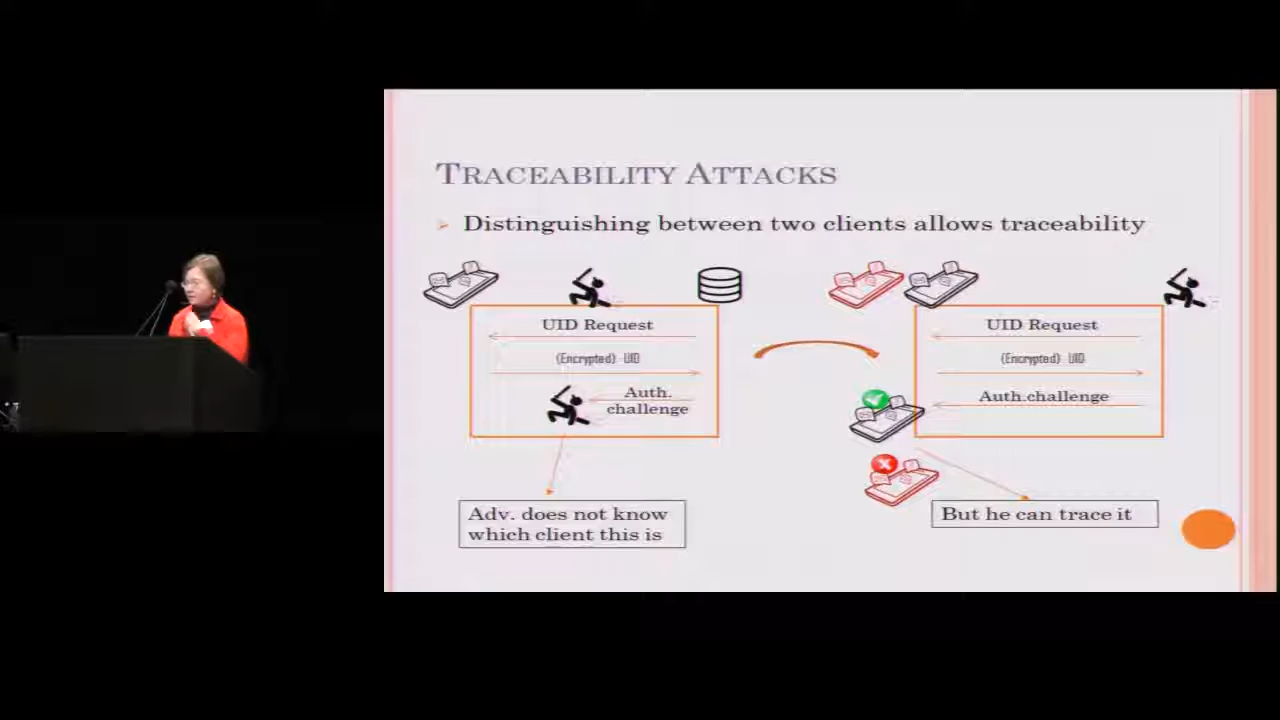 TRACEABILITY ATTACKS
Distinguishing between two clients allows traceability
UID Request
(Encrypted) UID
Auth.
challenge
Adv. does not know
which client this is
UID Request
(Encrypted) UID
Auth.challenge
But he can trace it